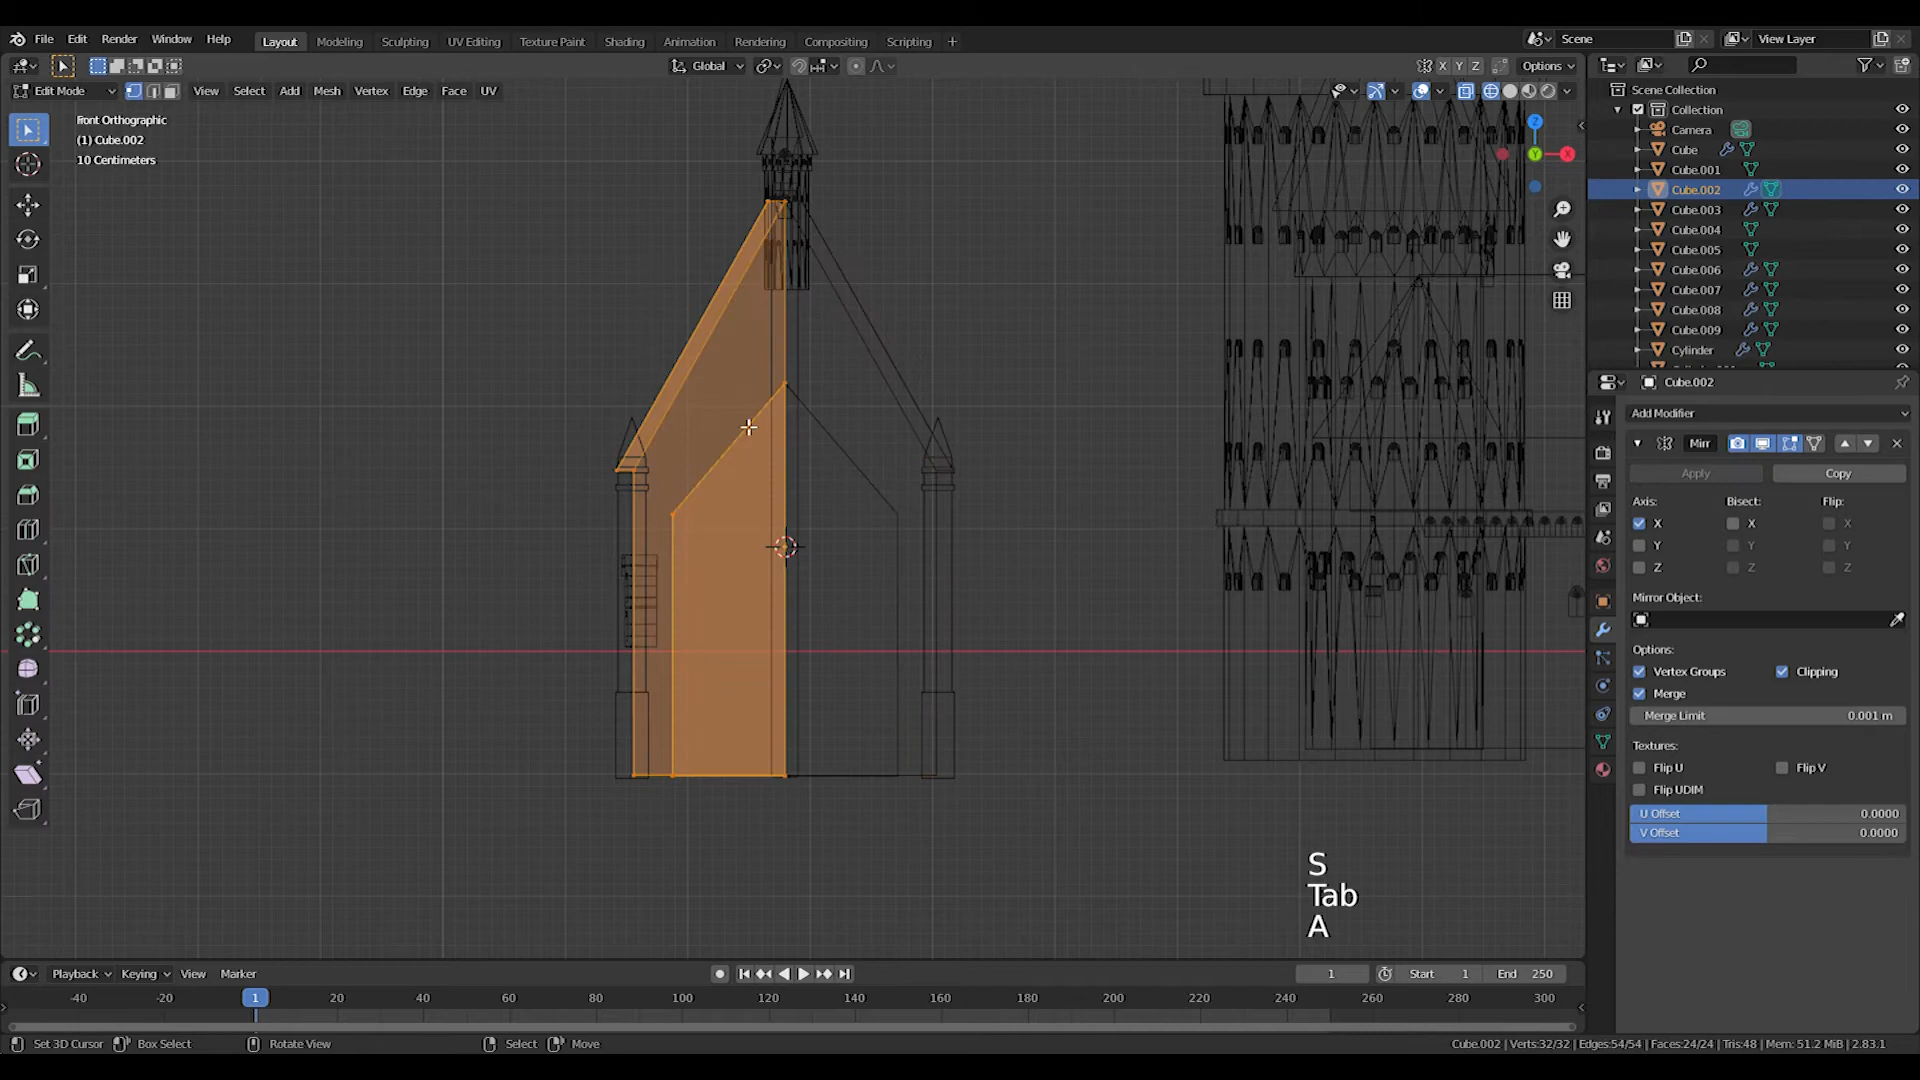 File Edit Render Window Help Layout Modeling Sculpting UV Editing Texture Paint Shading Animation Rendering Compositing Scripting + Scene View Layer
Global X Y Z Options
Edit Mode View Select Add Mesh Vertex Edge Face UV
Front Orthographic
(1) Cube.002
10 Centimeters
Z
Y X
Scene Collection
Collection
Camera
Cube
Cube.001
Cube.002
Cube.003
Cube.004
Cube.005
Cube.006
Cube.007
Cube.008
Cube.009
Cylinder
Cube.002
Add Modifier
Mirr
Apply Copy
Axis: Bisect: Flip:
X X X
Y Y Y
Z Z Z
Mirror Object:
Options:
Vertex Groups Clipping
Merge
Merge Limit 0.001 m
Textures:
Flip U Flip V
Flip UDIM
U Offset 0.0000
V Offset 0.0000
S
Tab
A
Playback Keying View Marker 1 Start 1 End 250
-40 -20 1 20 40 60 80 100 120 140 160 180 200 220 240 260 280 300
Set 3D Cursor Box Select Rotate View Select Move Cube.002 | Verts:32/32 | Edges:54/54 | Faces:24/24 | Tris:48 | Mem: 51.2 MiB | 2.83.1